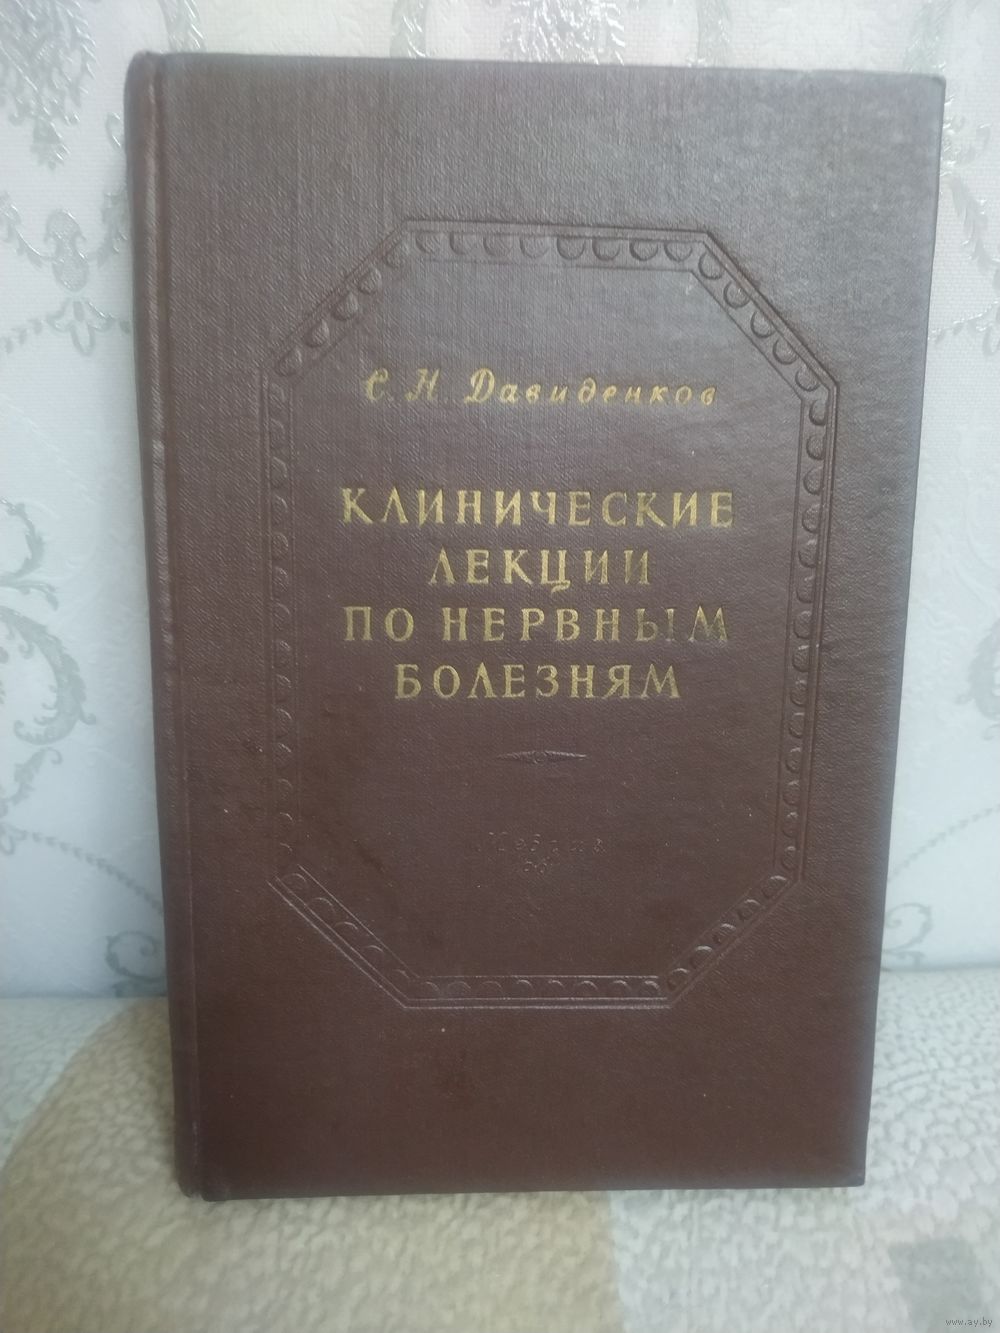 С. Н. Давиденков
КЛИНИЧЕСКИЕ
ЛЕКЦИИ
ПО НЕРВНЫМ
БОЛЕЗНЯМ
www.ay.by